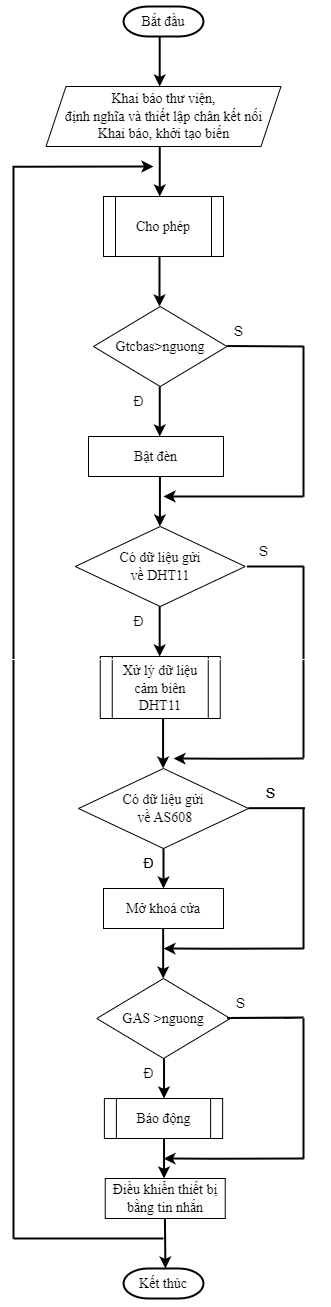 Bắt đầu
Khai báo thư viện,
định nghĩa và thiết lập chân kết nối
Khai báo, khởi tạo biến
Cho phép
Gtcbas>nguong
S
Đ
Bật đèn
Có dữ liệu gửi
về DHT11
S
Đ
Xử lý dữ liệu
cảm biên
DHT11
Có dữ liệu gửi
về AS608
S
Đ
Mở khoá cửa
GAS >nguong
S
Đ
Báo động
Điều khiển thiết bị
bằng tin nhắn
Kết thúc